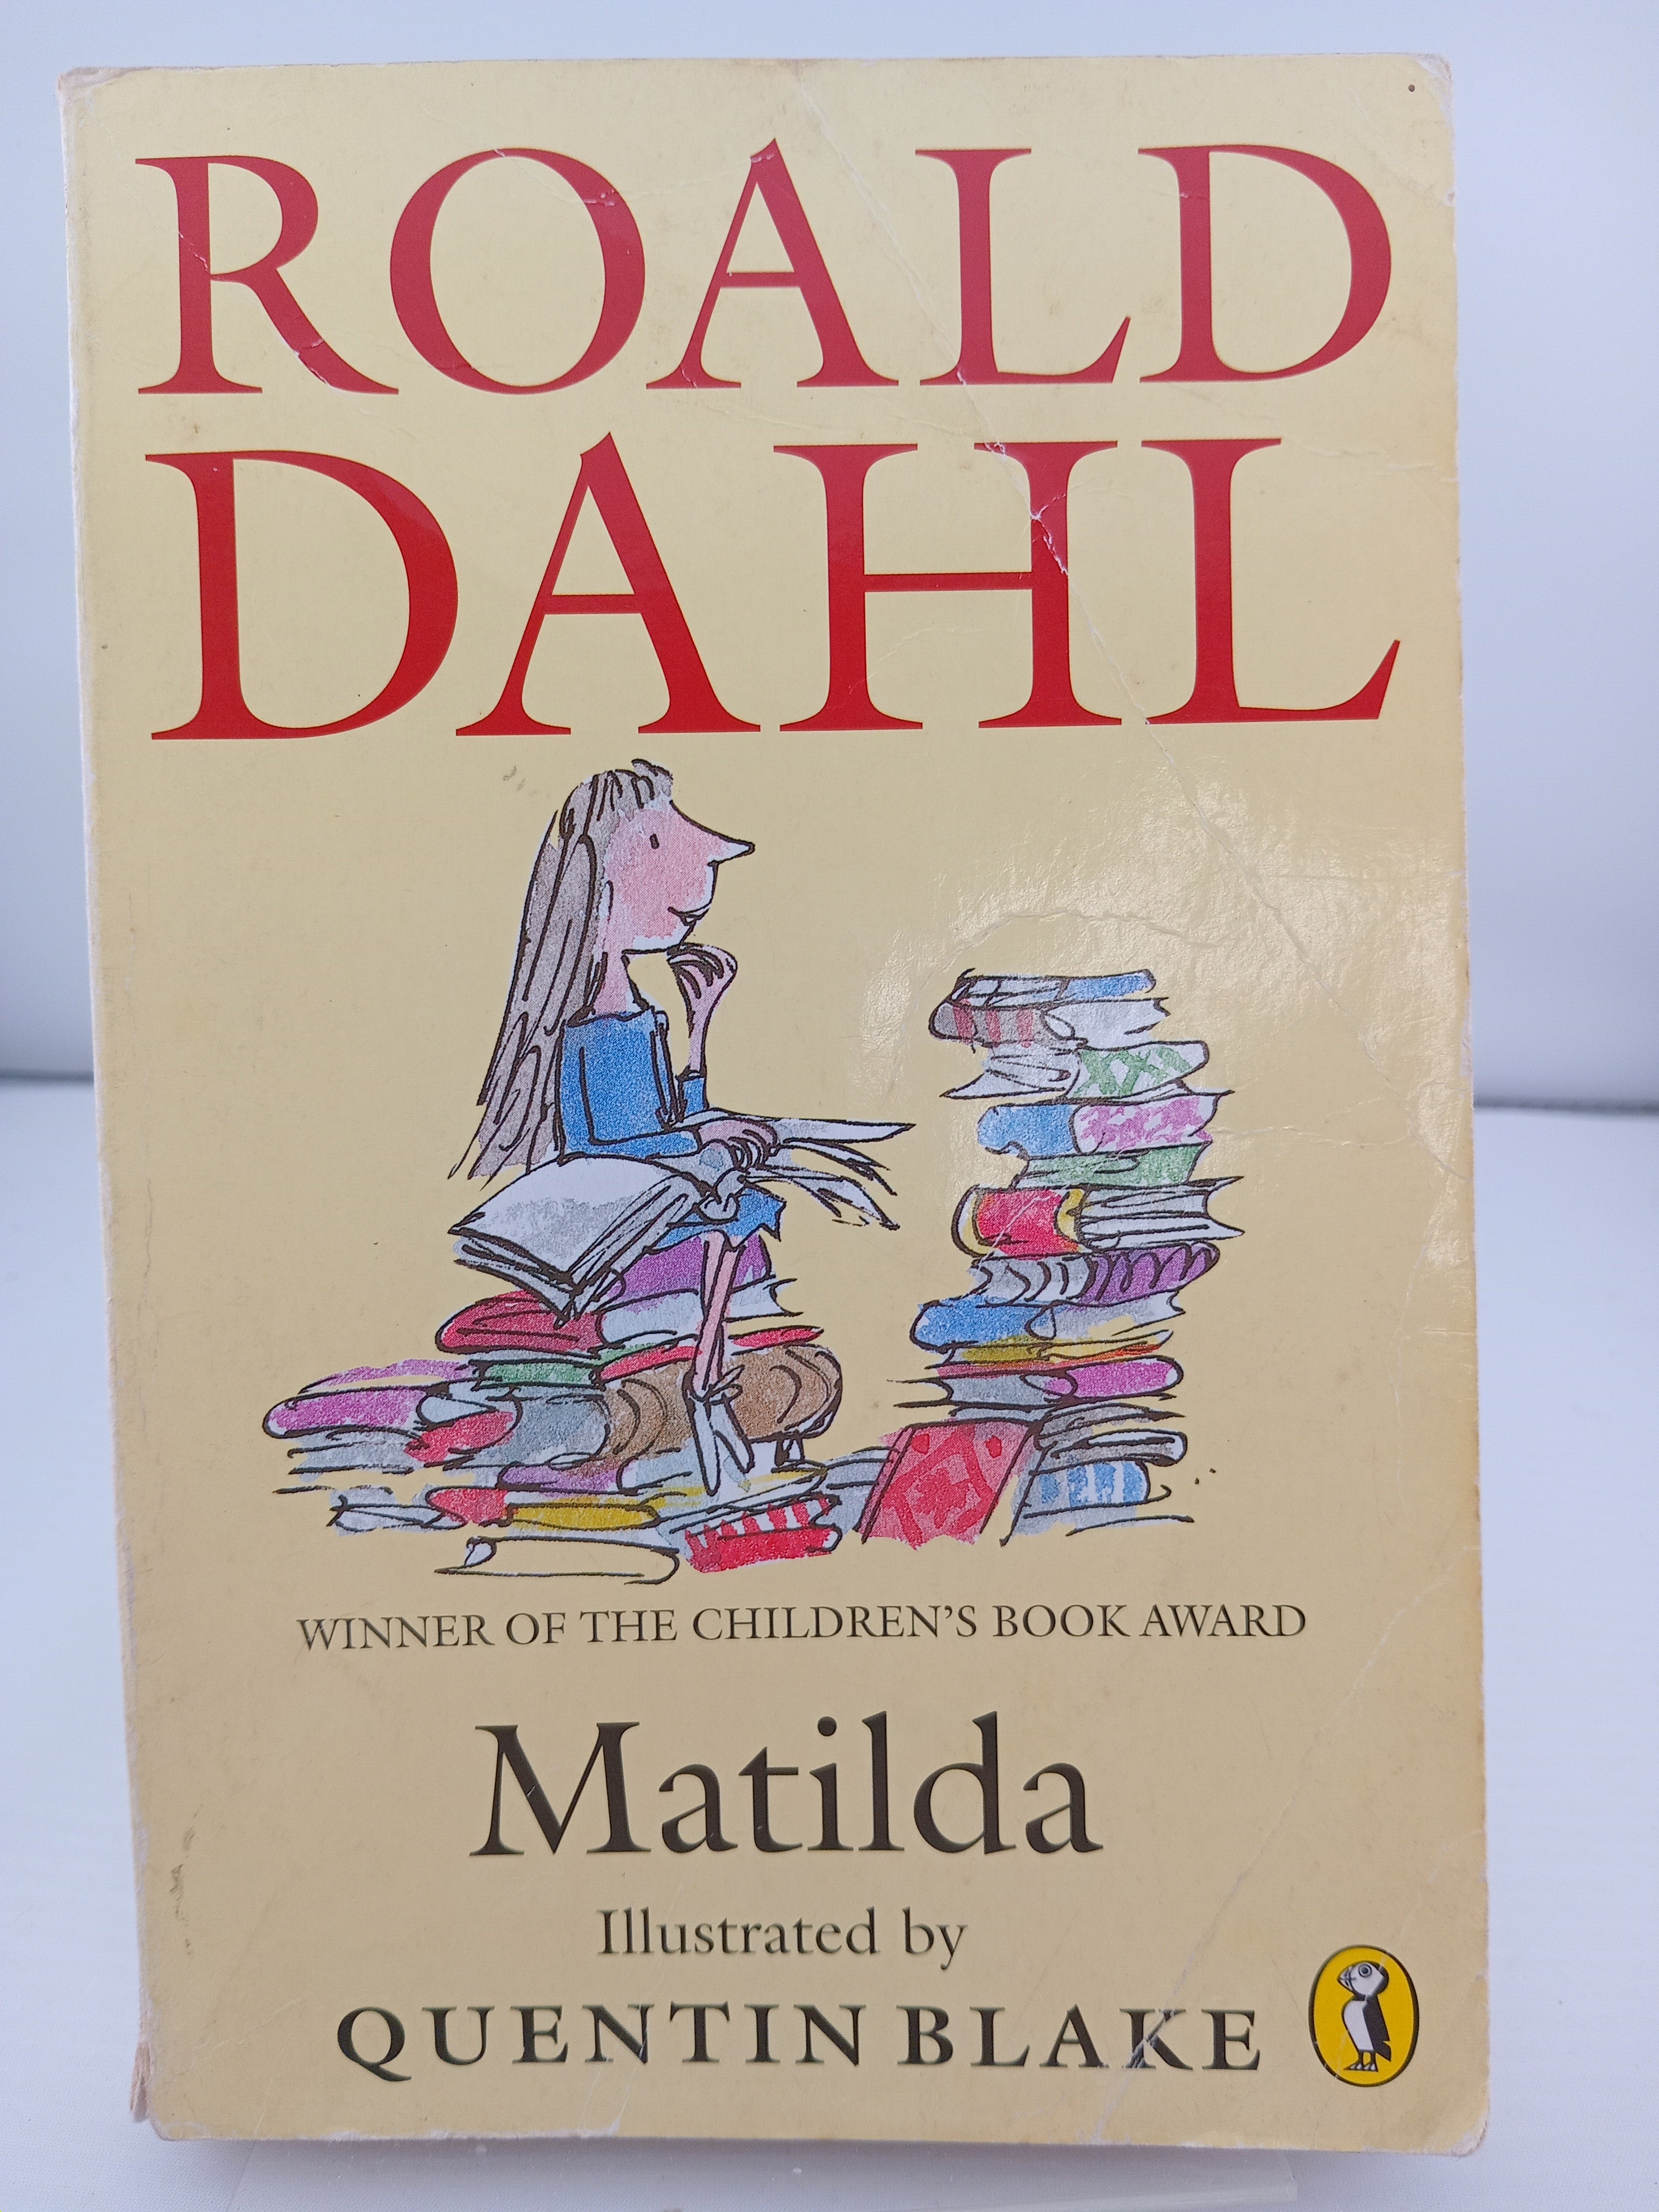 ROALD
DAHL
WINNER OF THE CHILDREN'S BOOK AWARD
Matilda
Illustrated by
QUENTIN BLAKE